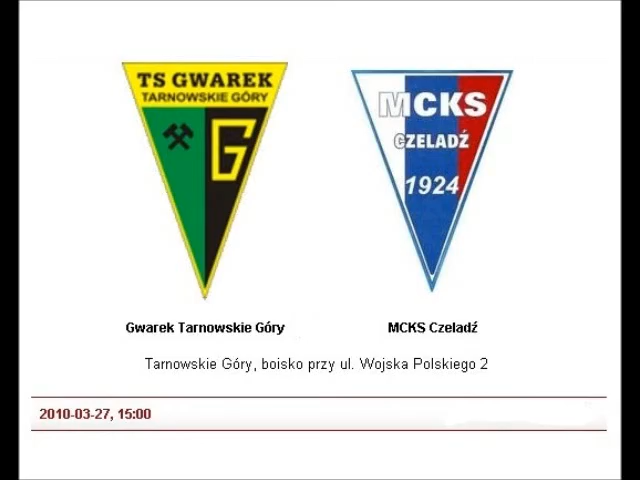 TS GWAREK
TARNOWSKIE GÓRY
G
MCKS
CZELADŹ
1924
Gwarek Tarnowskie Góry
MCKS Czeladź
Tarnowskie Góry, boisko przy ul. Wojska Polskiego 2
2010-03-27, 15:00